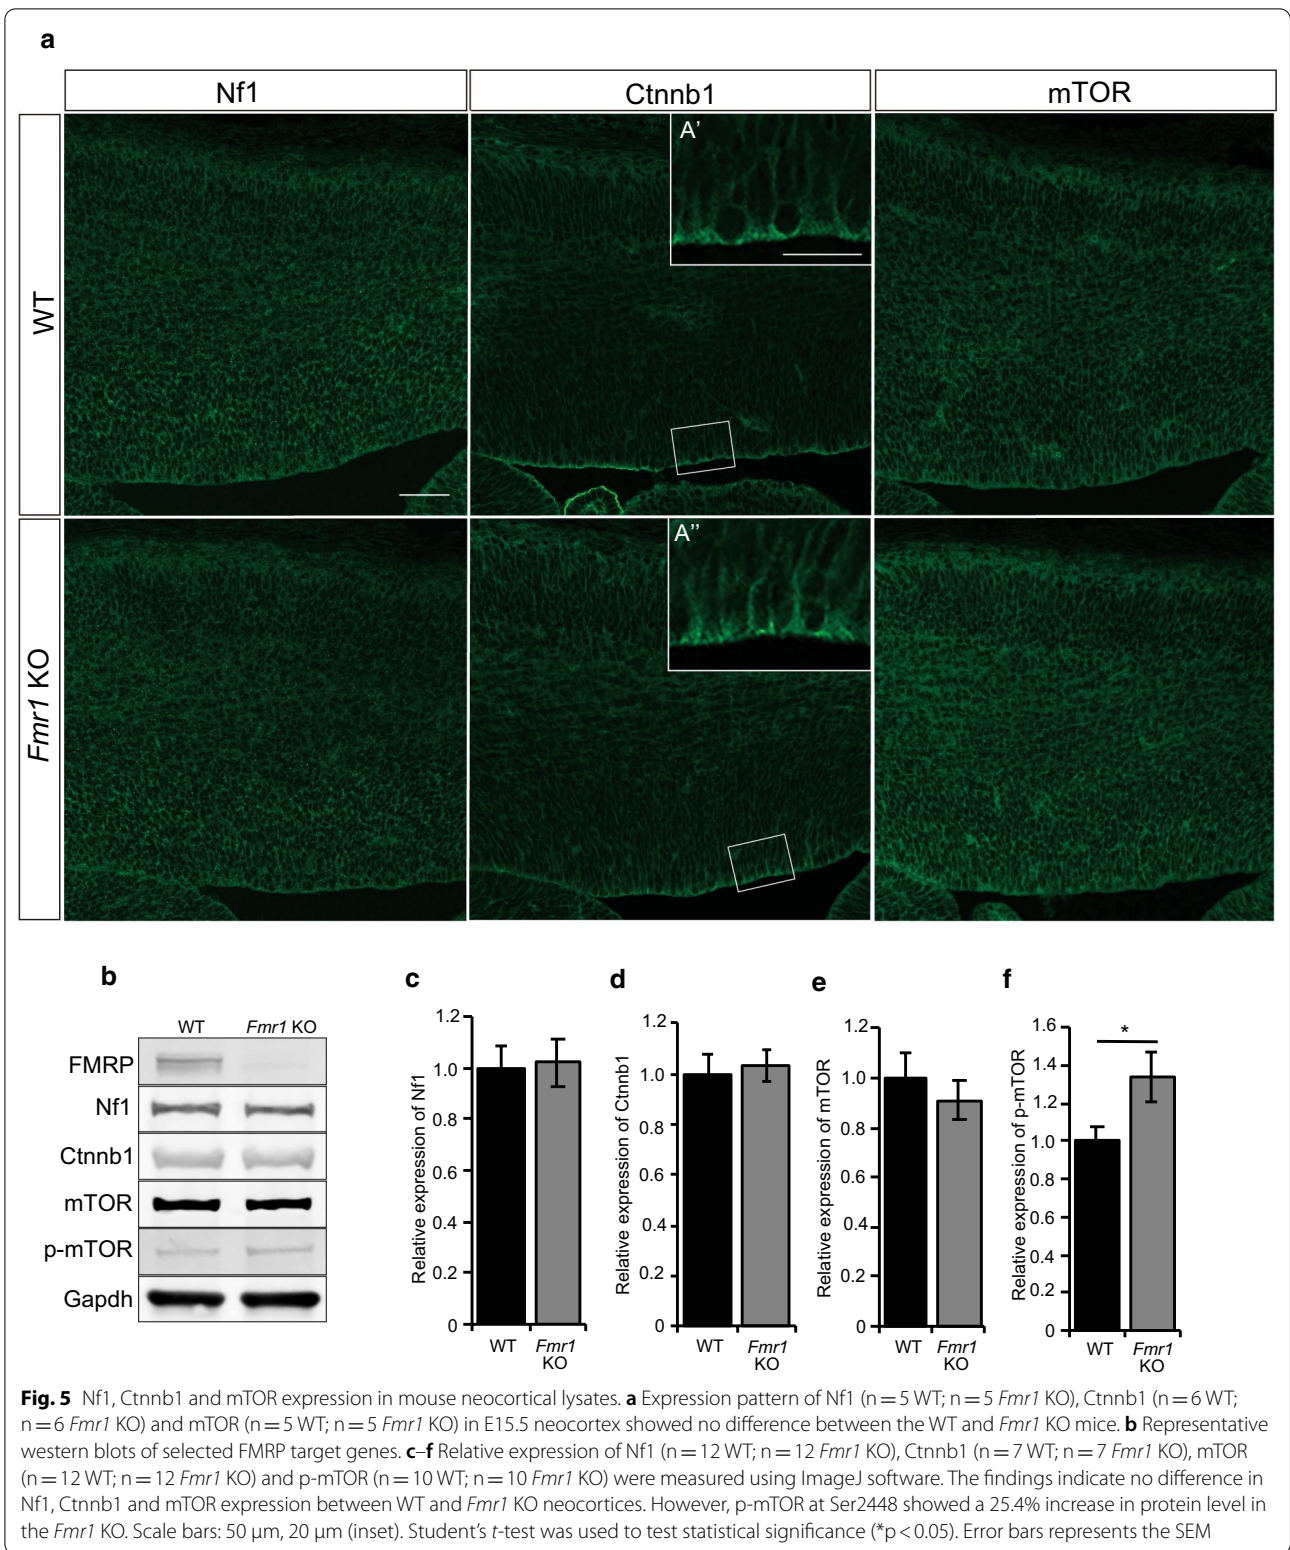 a
Nf1
Ctnnb1
mTOR
WT
A’
Fmr1 KO
A’’
b
WT Fmr1 KO
FMRP
Nf1
Ctnnb1
mTOR
p-mTOR
Gapdh
c
Relative expression of Nf1
1.2
1.0
0.8
0.6
0.4
0.2
0
WT Fmr1 KO
d
Relative expression of Ctnnb1
1.2
1.0
0.8
0.6
0.4
0.2
0
WT Fmr1 KO
e
Relative expression of mTOR
1.2
1.0
0.8
0.6
0.4
0.2
0
WT Fmr1 KO
f
Relative expression of p-mTOR
1.6
1.4
1.2
1.0
0.8
0.6
0.4
0.2
0
*
WT Fmr1 KO
Fig. 5 Nf1, Ctnnb1 and mTOR expression in mouse neocortical lysates. a Expression pattern of Nf1 (n = 5 WT; n = 5 Fmr1 KO), Ctnnb1 (n = 6 WT;
n = 6 Fmr1 KO) and mTOR (n = 5 WT; n = 5 Fmr1 KO) in E15.5 neocortex showed no difference between the WT and Fmr1 KO mice. b Representative
western blots of selected FMRP target genes. c–f Relative expression of Nf1 (n = 12 WT; n = 12 Fmr1 KO), Ctnnb1 (n = 7 WT; n = 7 Fmr1 KO), mTOR
(n = 12 WT; n = 12 Fmr1 KO) and p-mTOR (n = 10 WT; n = 10 Fmr1 KO) were measured using ImageJ software. The findings indicate no difference in
Nf1, Ctnnb1 and mTOR expression between WT and Fmr1 KO neocortices. However, p-mTOR at Ser2448 showed a 25.4% increase in protein level in
the Fmr1 KO. Scale bars: 50 μm, 20 μm (inset). Student’s t-test was used to test statistical significance (*p < 0.05). Error bars represents the SEM